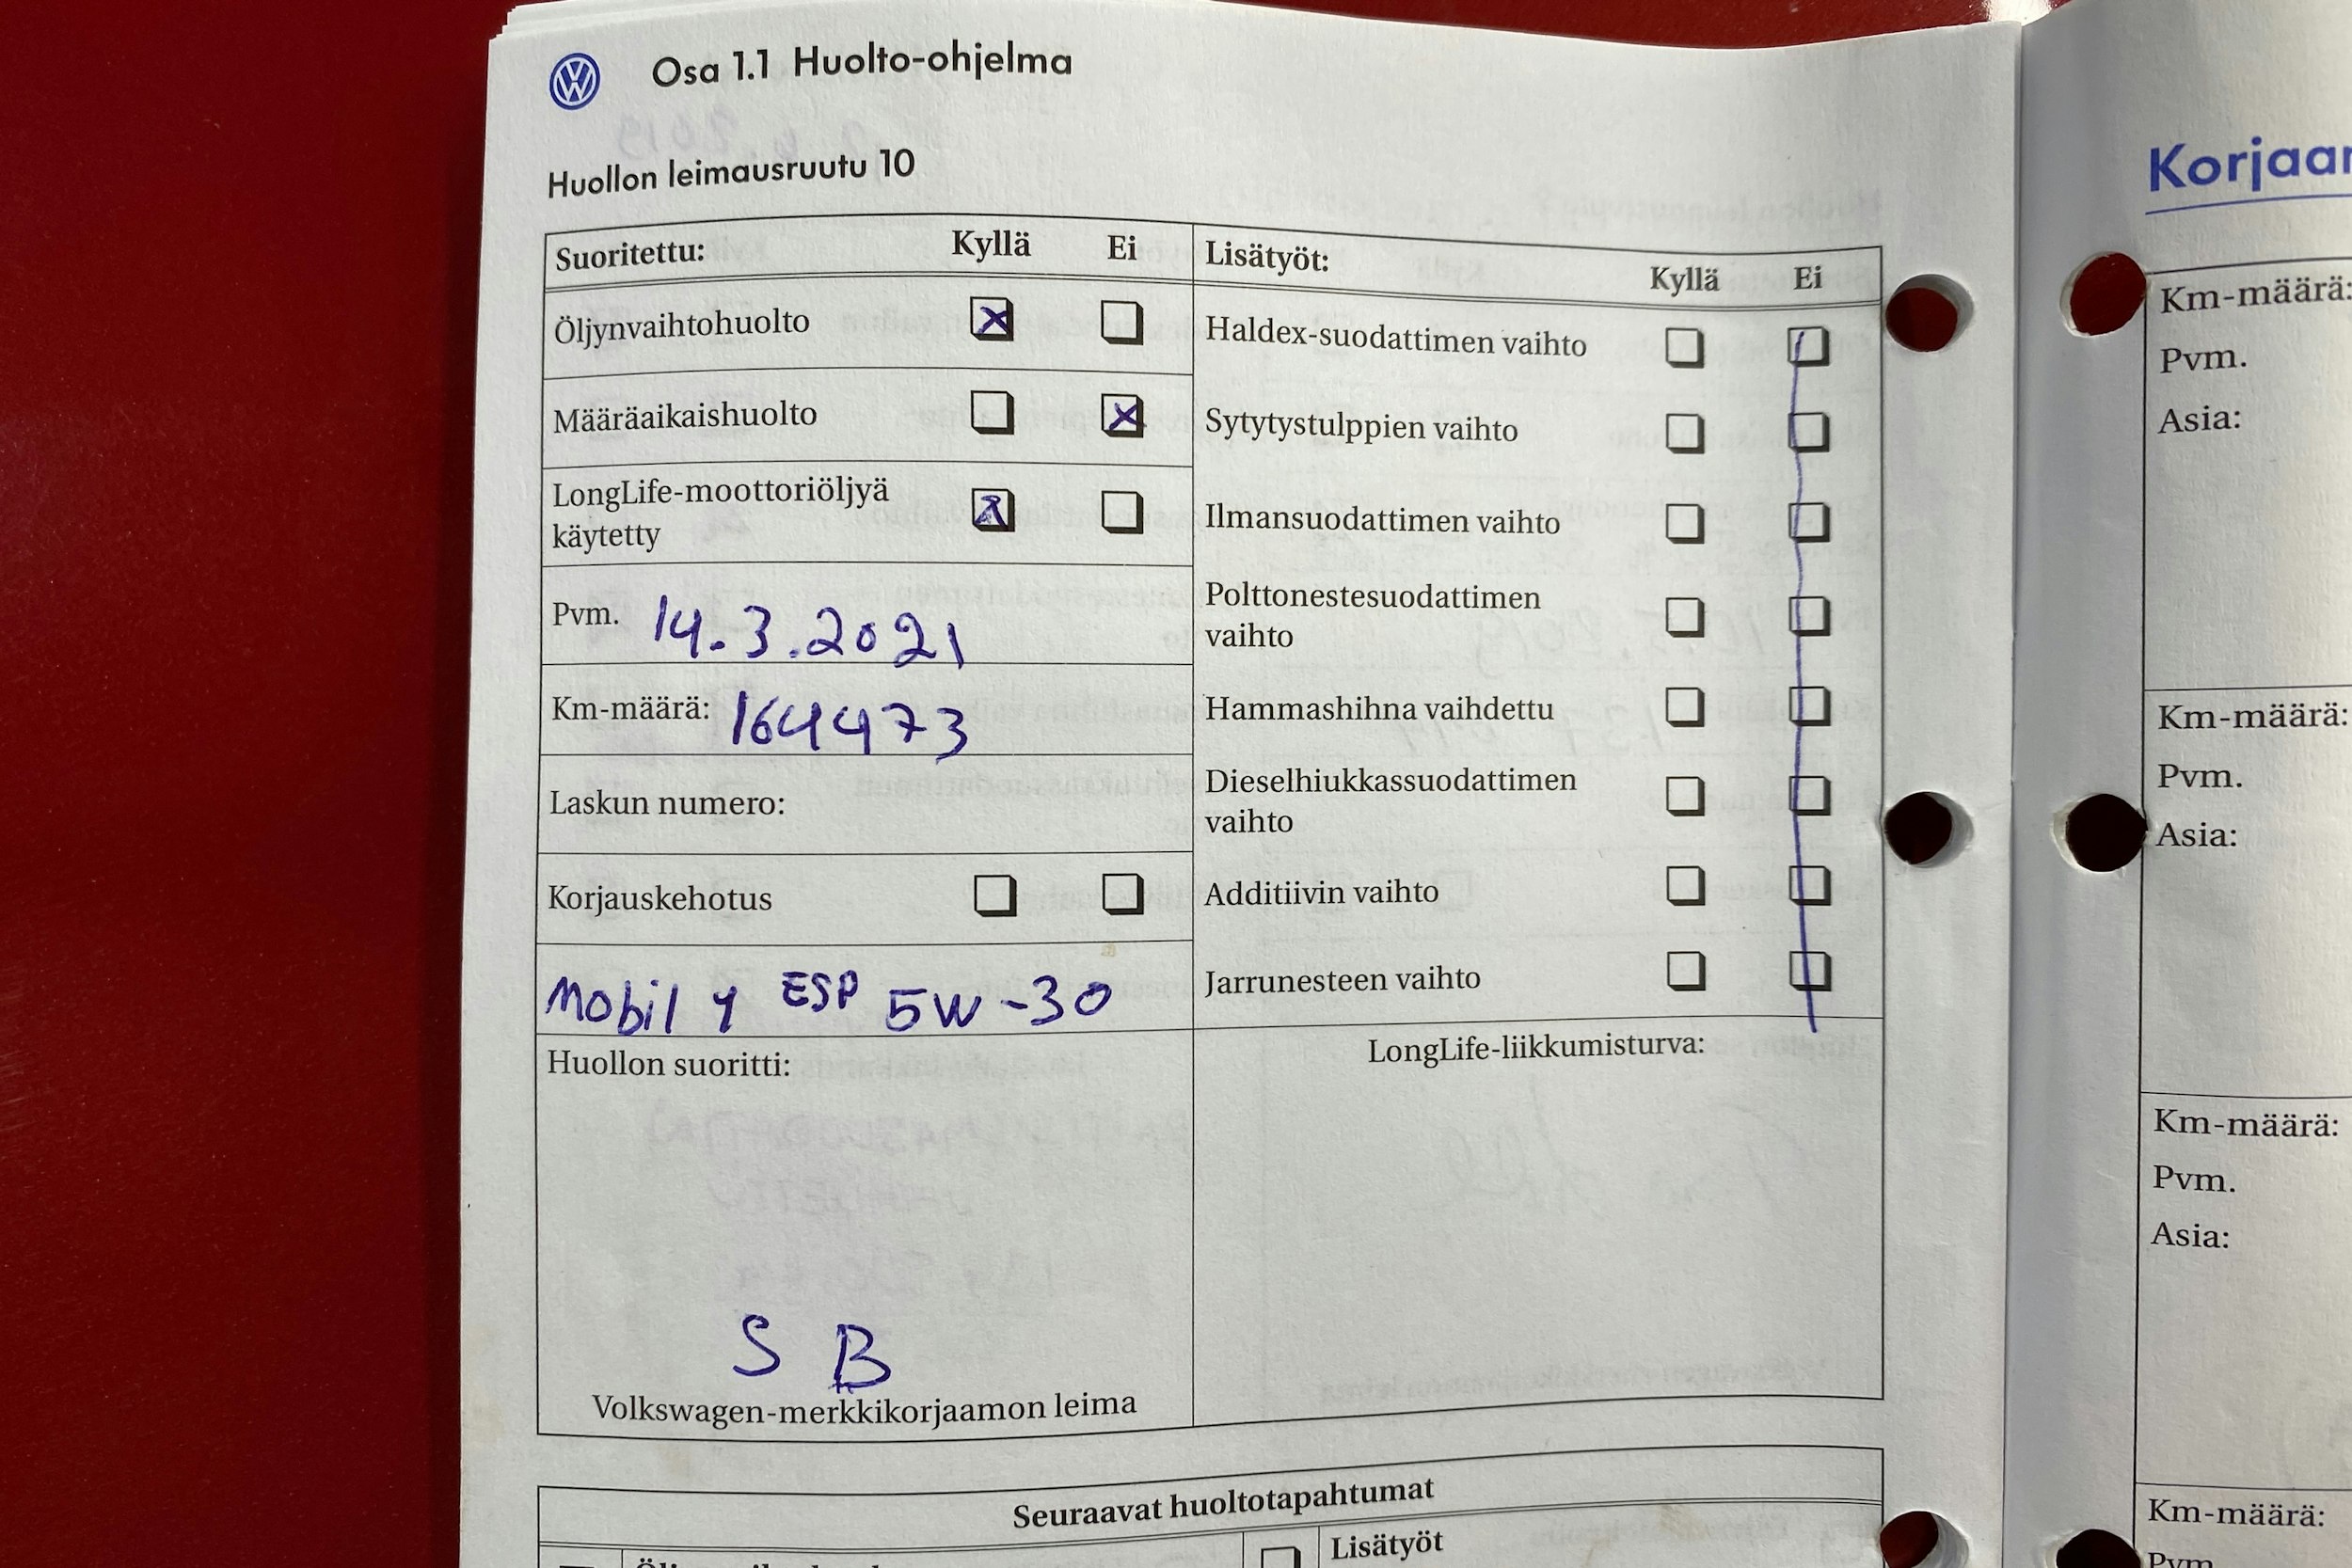 Osa 1.1 Huolto-ohjelma
Huollon leimausruutu 10
Suoritettu: Kyllä Ei
Öljynvaihtohuolto
Määräaikaishuolto
LongLife-moottoriöljyä
käytetty
Pvm. 14.3.2021
Km-määrä: 164473
Laskun numero:
Korjauskehotus
Mobil 1 ESP 5W-30
Huollon suoritti:
S B
Volkswagen-merkkikorjaamon leima
Lisätyöt: Kyllä Ei
Haldex-suodattimen vaihto
Sytytystulppien vaihto
Ilmansuodattimen vaihto
Polttonestesuodattimen
vaihto
Hammashihna vaihdettu
Dieselhiukkassuodattimen
vaihto
Additiivin vaihto
Jarrunesteen vaihto
LongLife-liikkumisturva:
Seuraavat huoltotapahtumat
Lisätyöt
Korjaa
Km-määrä:
Pvm.
Asia:
Km-määrä:
Pvm.
Asia:
Km-määrä:
Pvm.
Asia:
Km-määrä:
Pvm